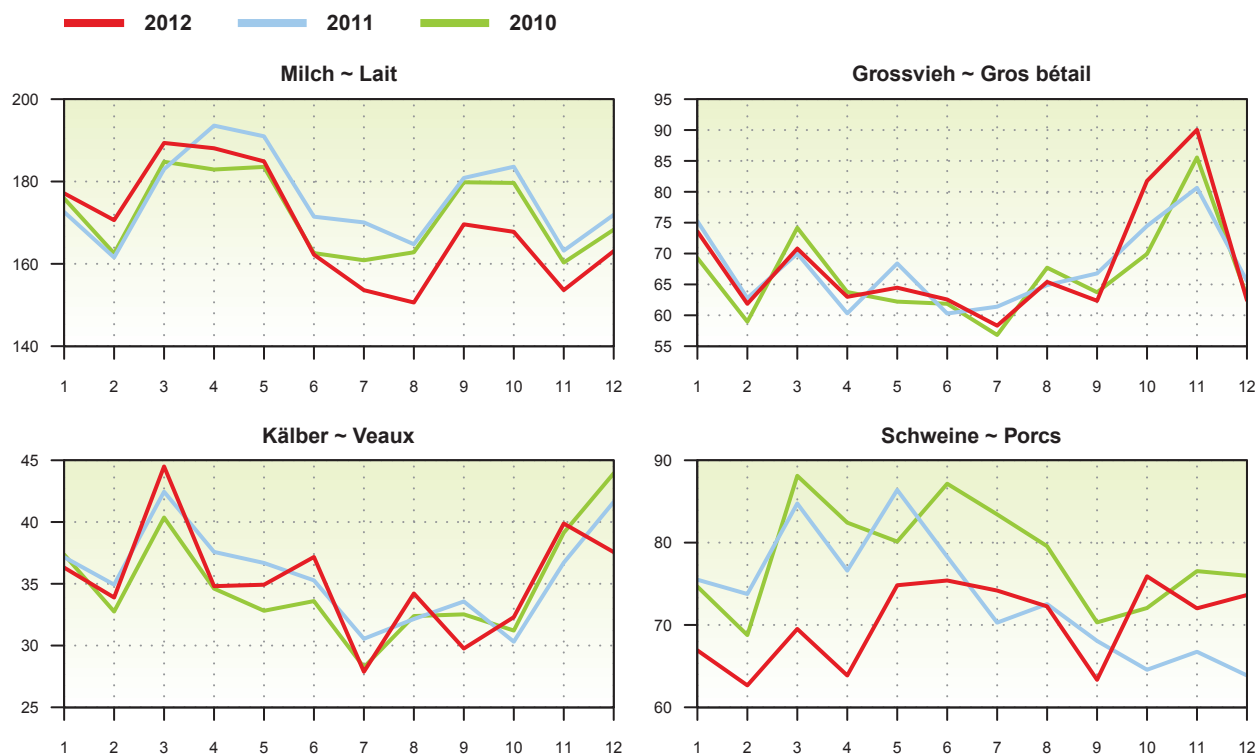 2012 2011 2010
Milch ~ Lait
200
180
160
140
1 2 3 4 5 6 7 8 9 10 11 12
Grossvieh ~ Gros bétail
95
90
85
80
75
70
65
60
55
1 2 3 4 5 6 7 8 9 10 11 12
Kälber ~ Veaux
45
40
35
30
25
1 2 3 4 5 6 7 8 9 10 11 12
Schweine ~ Porcs
90
80
70
60
1 2 3 4 5 6 7 8 9 10 11 12